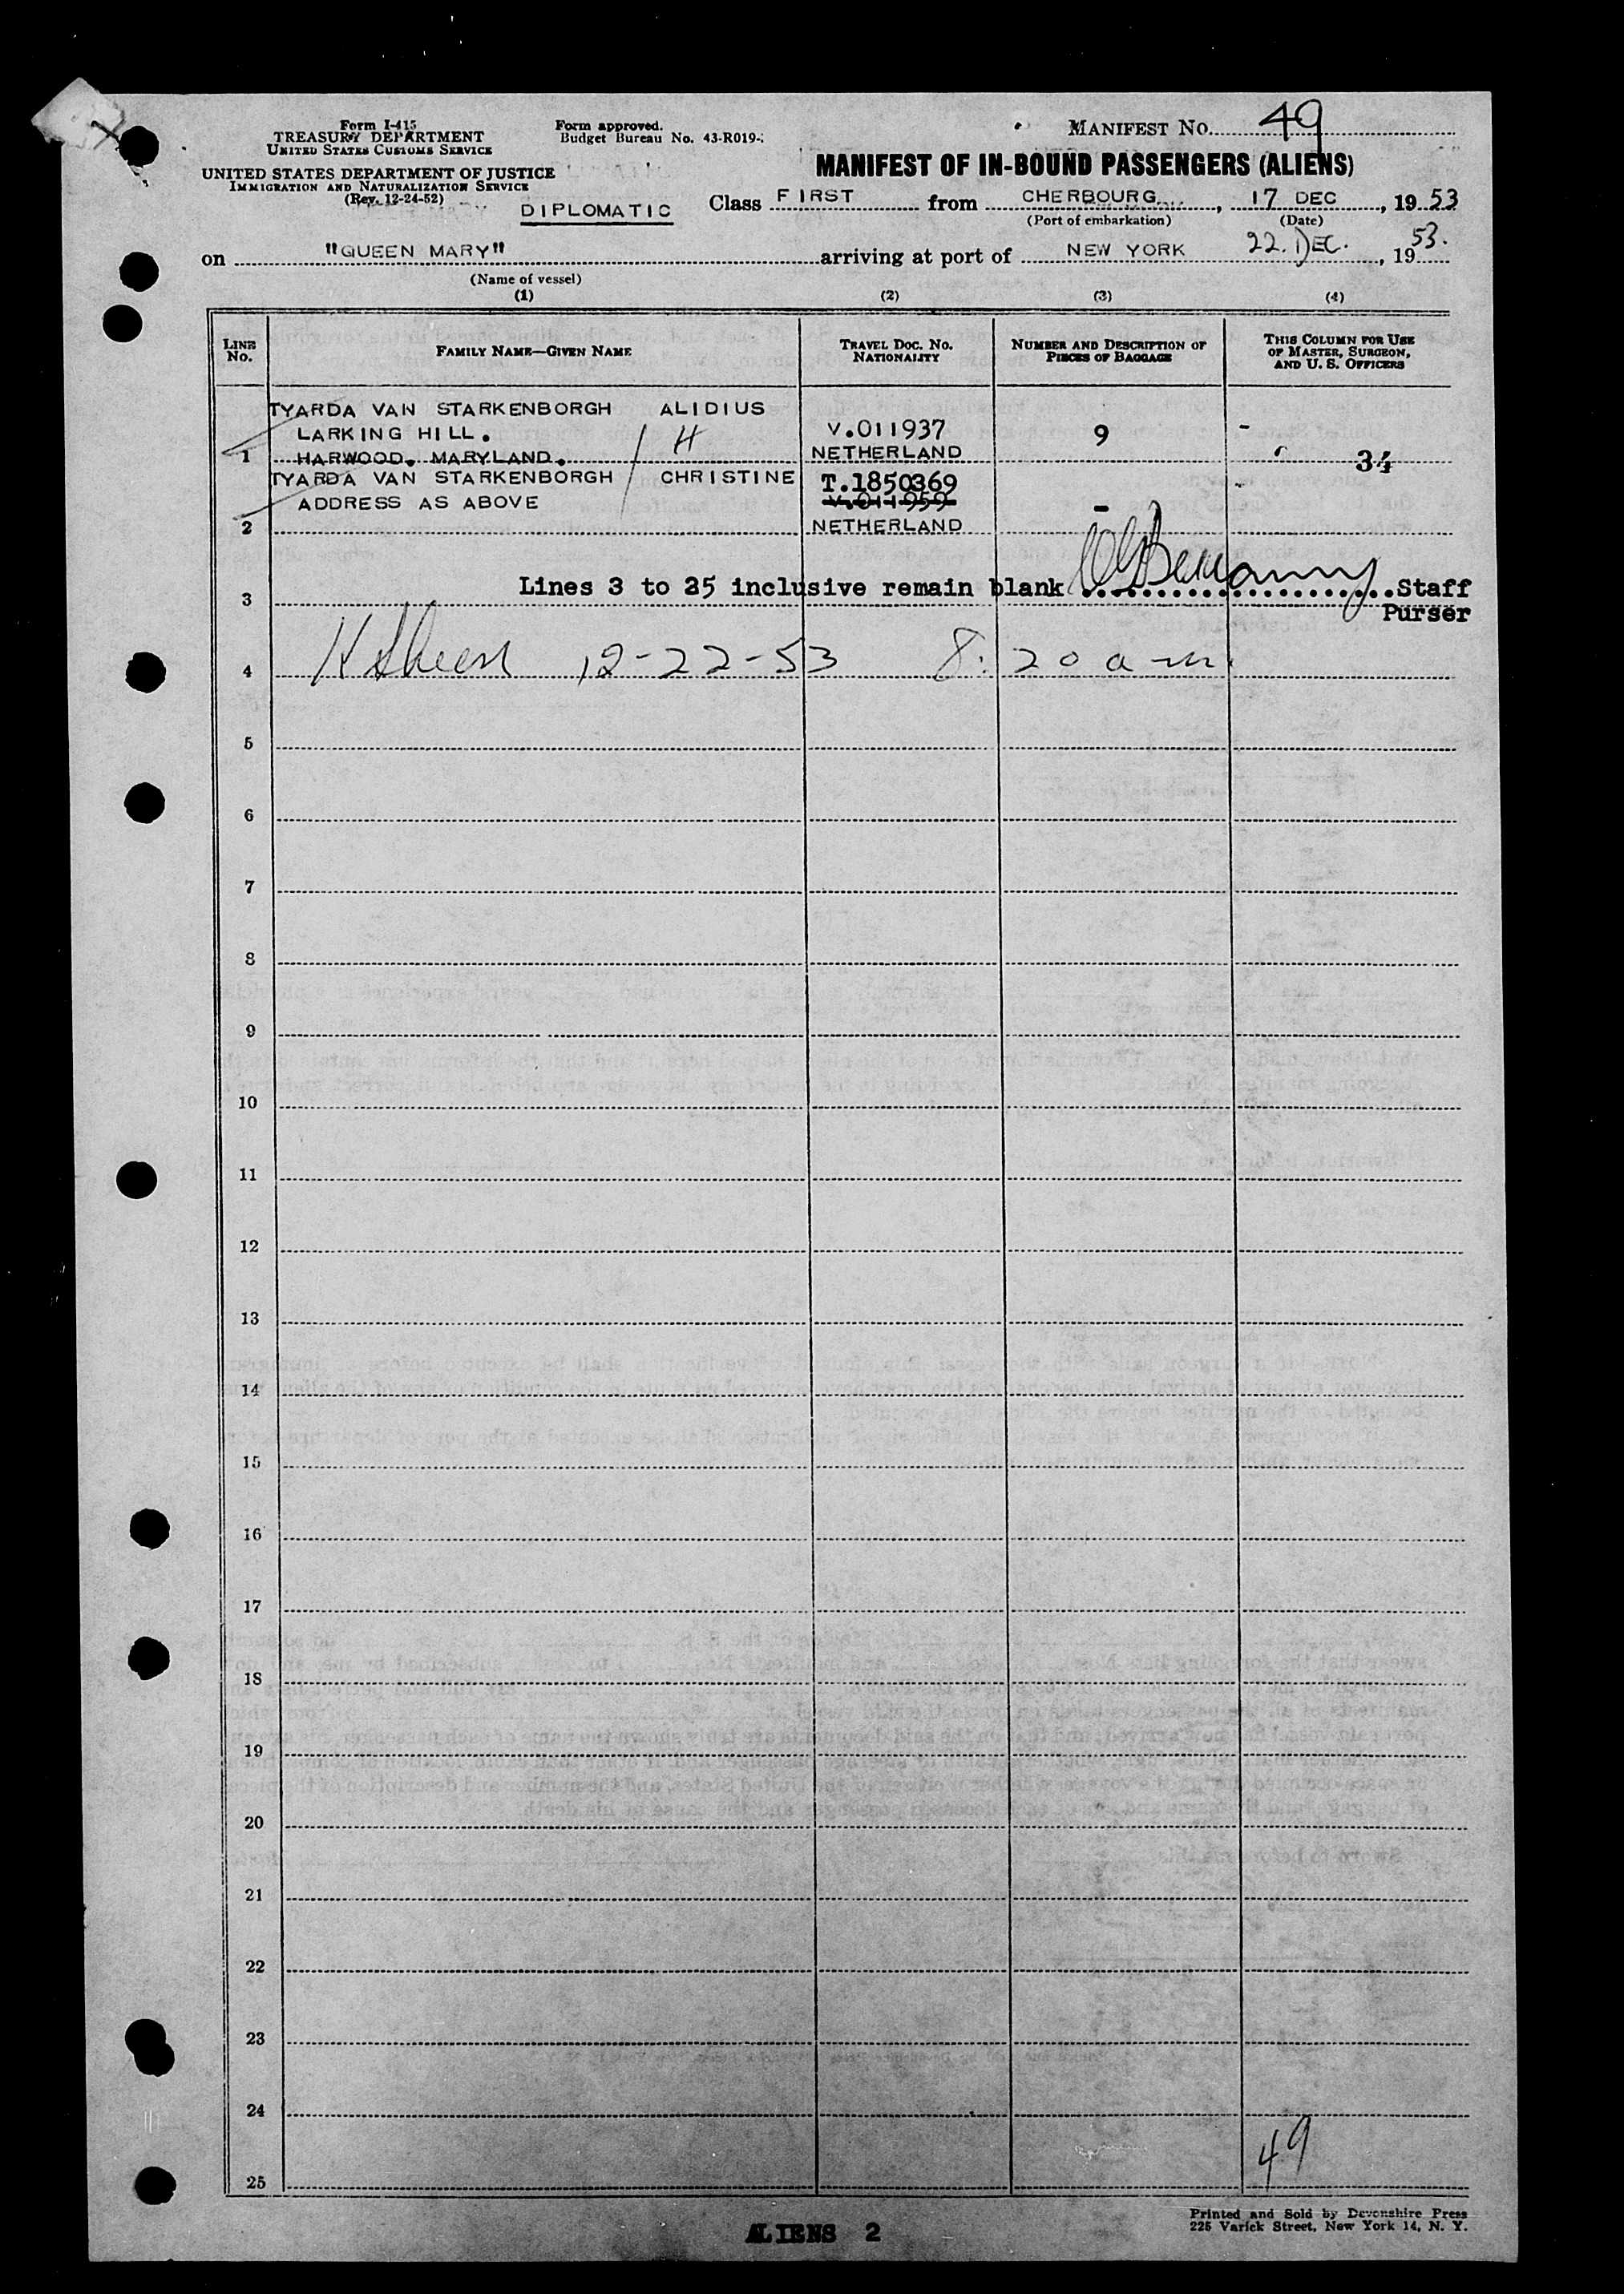 Form I-415
TREASURY DEPARTMENT
UNITED STATES CUSTOMS SERVICE
UNITED STATES DEPARTMENT OF JUSTICE
IMMIGRATION AND NATURALIZATION SERVICE
(Rev. 12-24-52)
Form approved.
Budget Bureau No. 43-R019-
MANIFEST NO. 49
MANIFEST OF IN-BOUND PASSENGERS (ALIENS)
DIPLOMATIC
Class FIRST from CHERBOURG, 17 DEC, 1953
(Port of embarkation) (Date)
on "QUEEN MARY" arriving at port of NEW YORK 22. DEC., 1953.
(Name of vessel)
(1) (2) (3) (4)
LINE NO. FAMILY NAME—GIVEN NAME TRAVEL DOC. NO. NATIONALITY NUMBER AND DESCRIPTION OF PIECES OF BAGGAGE THIS COLUMN FOR USE OF MASTER, SURGEON, AND U. S. OFFICERS
TYARDA VAN STARKENBORGH ALIDIUS
LARKING HILL. H V.011937 9 -
1 HARWOOD. MARYLAND. NETHERLAND 34
TYARDA VAN STARKENBORGH CHRISTINE T.1850369
ADDRESS AS ABOVE V.011959 -
2 NETHERLAND
3 Lines 3 to 25 inclusive remain blank Staff
Purser
4 12-22-53 8:20 a.m.
5
6
7
8
9
10
11
12
13
14
15
16
17
18
19
20
21
22
23
24
49
25
Printed and Sold by Devonshire Press
225 Varick Street, New York 14, N. Y.
ALIENS 2